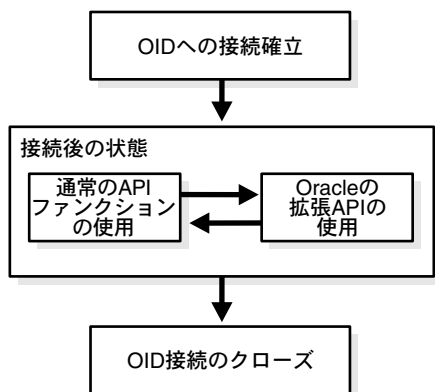 OIDへの接続確立
接続後の状態
通常のAPI
ファンクション
の使用
Oracleの
拡張APIの
使用
OID接続のクローズ